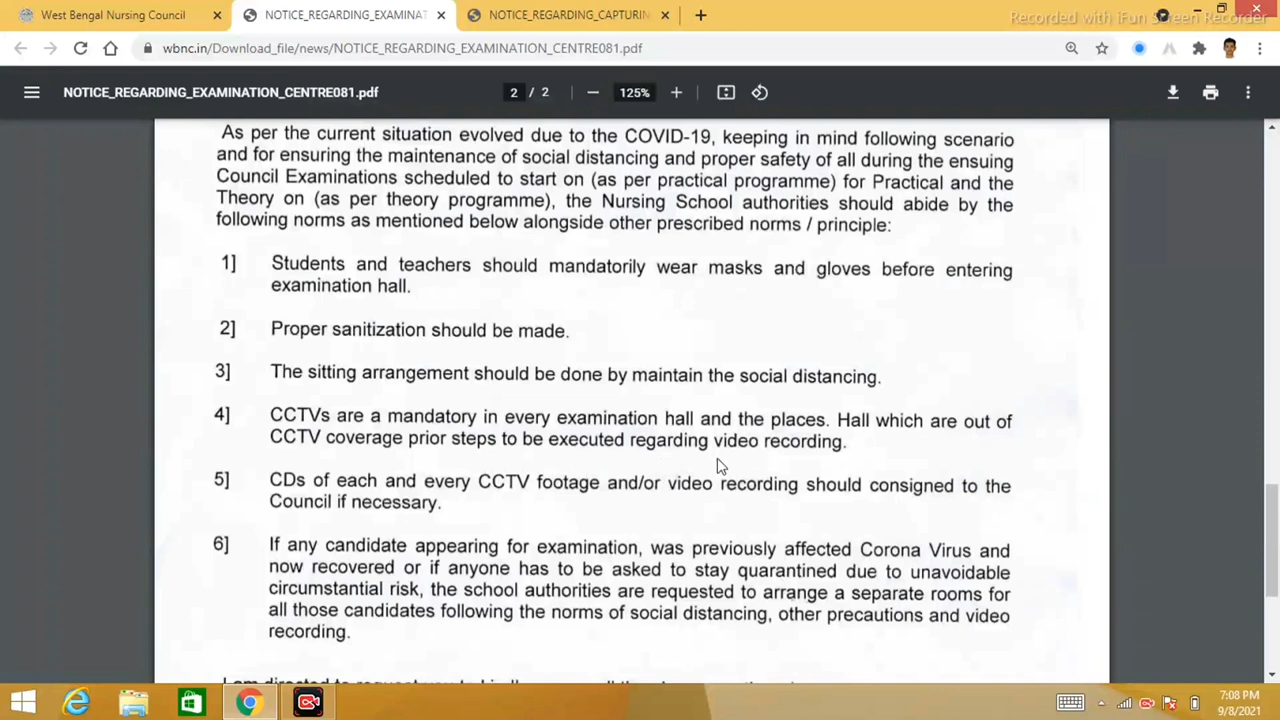 West Bengal Nursing Council
NOTICE_REGARDING_EXAMINAT
NOTICE_REGARDING_CAPTURIN
Recorded with iFun Screen Recorder
wbnc.in/Download_file/news/NOTICE_REGARDING_EXAMINATION_CENTRE081.pdf
NOTICE_REGARDING_EXAMINATION_CENTRE081.pdf
2 / 2
125%
As per the current situation evolved due to the COVID-19, keeping in mind following scenario
and for ensuring the maintenance of social distancing and proper safety of all during the ensuing
Council Examinations scheduled to start on (as per practical programme) for Practical and the
Theory on (as per theory programme), the Nursing School authorities should abide by the
following norms as mentioned below alongside other prescribed norms / principle:
1] Students and teachers should mandatorily wear masks and gloves before entering
examination hall.
2] Proper sanitization should be made.
3] The sitting arrangement should be done by maintain the social distancing.
4] CCTVs are a mandatory in every examination hall and the places. Hall which are out of
CCTV coverage prior steps to be executed regarding video recording.
5] CDs of each and every CCTV footage and/or video recording should consigned to the
Council if necessary.
6] If any candidate appearing for examination, was previously affected Corona Virus and
now recovered or if anyone has to be asked to stay quarantined due to unavoidable
circumstantial risk, the school authorities are requested to arrange a separate rooms for
all those candidates following the norms of social distancing, other precautions and video
recording.
I am directed to request you to kindly
7:08 PM
9/8/2021